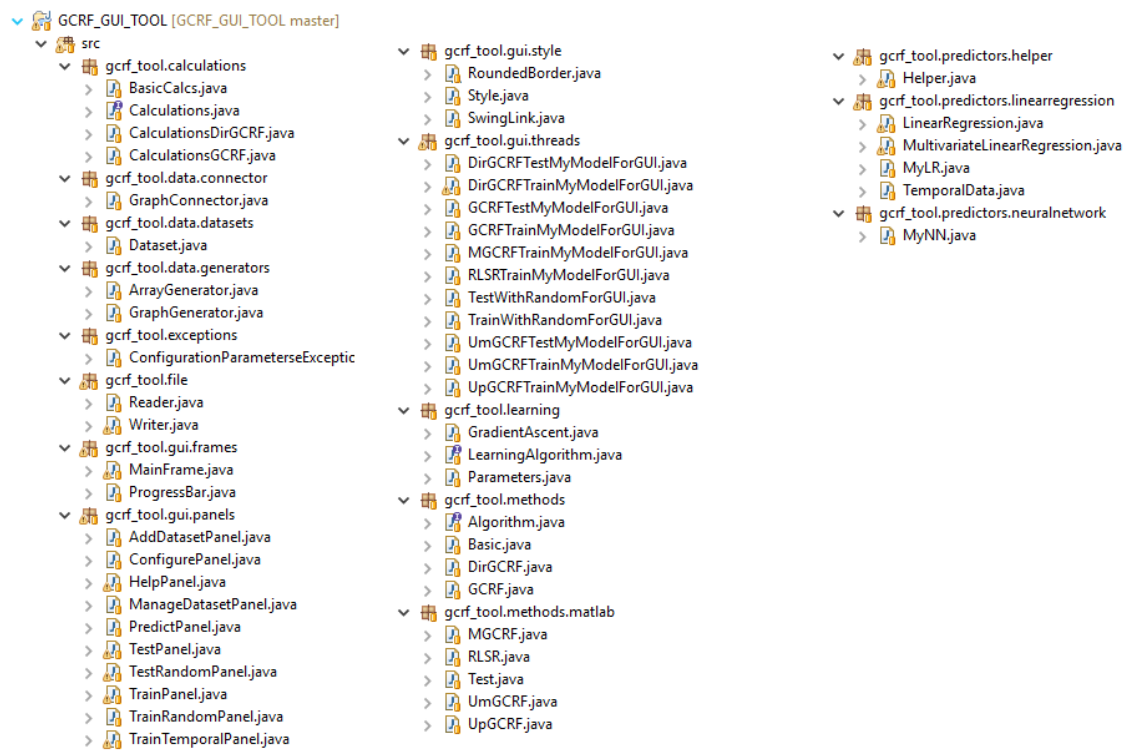 GCRF_GUI_TOOL [GCRF_GUI_TOOL master]
src
gcrf_tool.calculations
BasicCalcs.java
Calculations.java
CalculationsDirGCRF.java
CalculationsGCRF.java
gcrf_tool.data.connector
GraphConnector.java
gcrf_tool.data.datasets
Dataset.java
gcrf_tool.data.generators
ArrayGenerator.java
GraphGenerator.java
gcrf_tool.exceptions
ConfigurationParameterseExceptic
gcrf_tool.file
Reader.java
Writer.java
gcrf_tool.gui.frames
MainFrame.java
ProgressBar.java
gcrf_tool.gui.panels
AddDatasetPanel.java
ConfigurePanel.java
HelpPanel.java
ManageDatasetPanel.java
PredictPanel.java
TestPanel.java
TestRandomPanel.java
TrainPanel.java
TrainRandomPanel.java
TrainTemporalPanel.java
gcrf_tool.gui.style
RoundedBorder.java
Style.java
SwingLink.java
gcrf_tool.gui.threads
DirGCRFTestMyModelForGUI.java
DirGCRFTrainMyModelForGUI.java
GCRFTestMyModelForGUI.java
GCRFTrainMyModelForGUI.java
MGCRFTrainMyModelForGUI.java
RLSRTrainMyModelForGUI.java
TestWithRandomForGUI.java
TrainWithRandomForGUI.java
UmGCRFTestMyModelForGUI.java
UmGCRFTrainMyModelForGUI.java
UpGCRFTrainMyModelForGUI.java
gcrf_tool.learning
GradientAscent.java
LearningAlgorithm.java
Parameters.java
gcrf_tool.methods
Algorithm.java
Basic.java
DirGCRF.java
GCRF.java
gcrf_tool.methods.matlab
MGCRF.java
RLSR.java
Test.java
UmGCRF.java
UpGCRF.java
gcrf_tool.predictors.helper
Helper.java
gcrf_tool.predictors.linearregression
LinearRegression.java
MultivariateLinearRegression.java
MyLR.java
TemporalData.java
gcrf_tool.predictors.neuralnetwork
MyNN.java